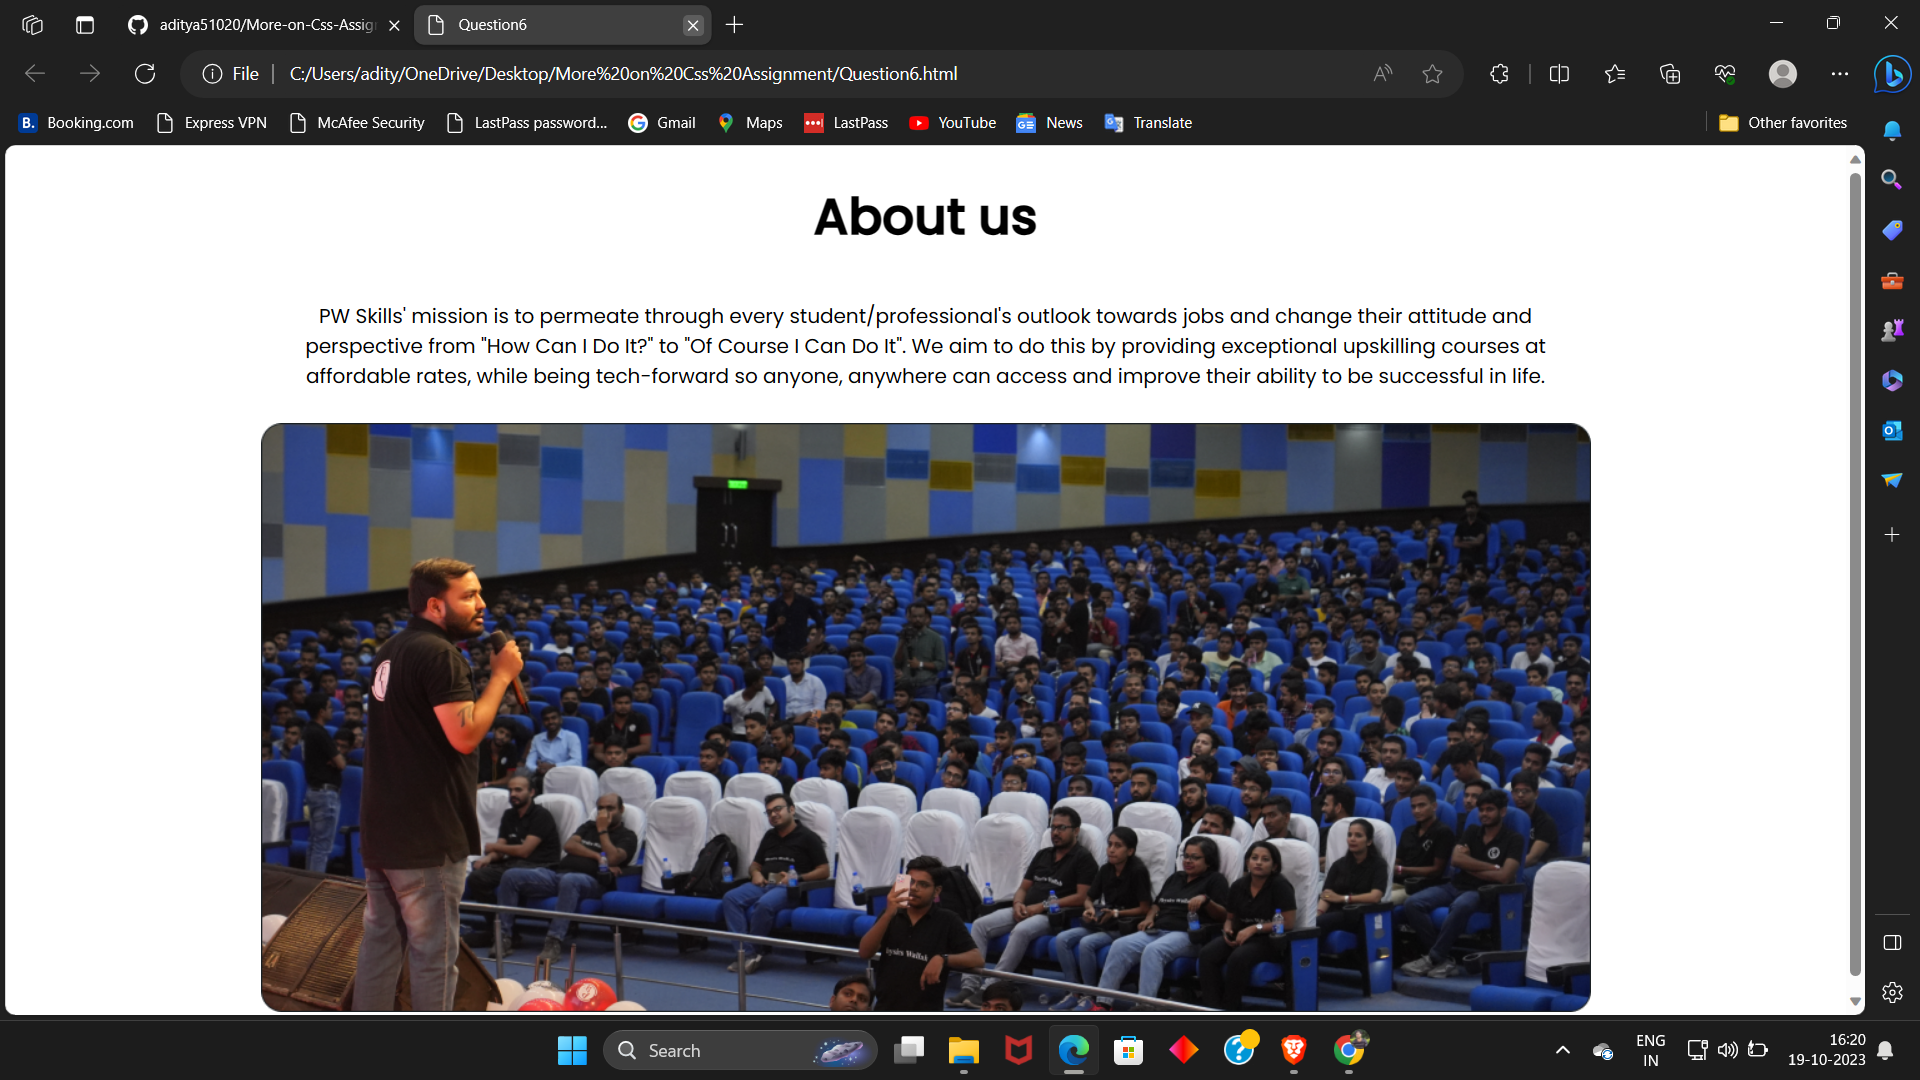 aditya51020/More-on-Css-Assig
Question6
File
C:/Users/adity/OneDrive/Desktop/More%20on%20Css%20Assignment/Question6.html
Booking.com
Express VPN
McAfee Security
LastPass password...
Gmail
Maps
LastPass
YouTube
News
Translate
Other favorites
About us
PW Skills' mission is to permeate through every student/professional's outlook towards jobs and change their attitude and
perspective from "How Can I Do It?" to "Of Course I Can Do It". We aim to do this by providing exceptional upskilling courses at
affordable rates, while being tech-forward so anyone, anywhere can access and improve their ability to be successful in life.
Search
ENG
IN
16:20
19-10-2023